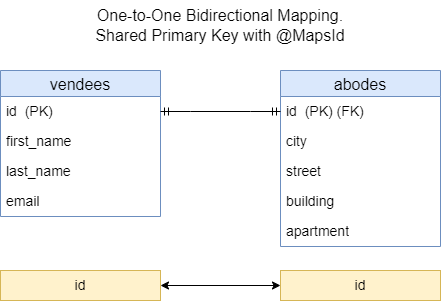 One-to-One Bidirectional Mapping.
Shared Primary Key with @MapsId
vendees
id (PK)
first_name
last_name
email
abodes
id (PK) (FK)
city
street
building
apartment
id
id